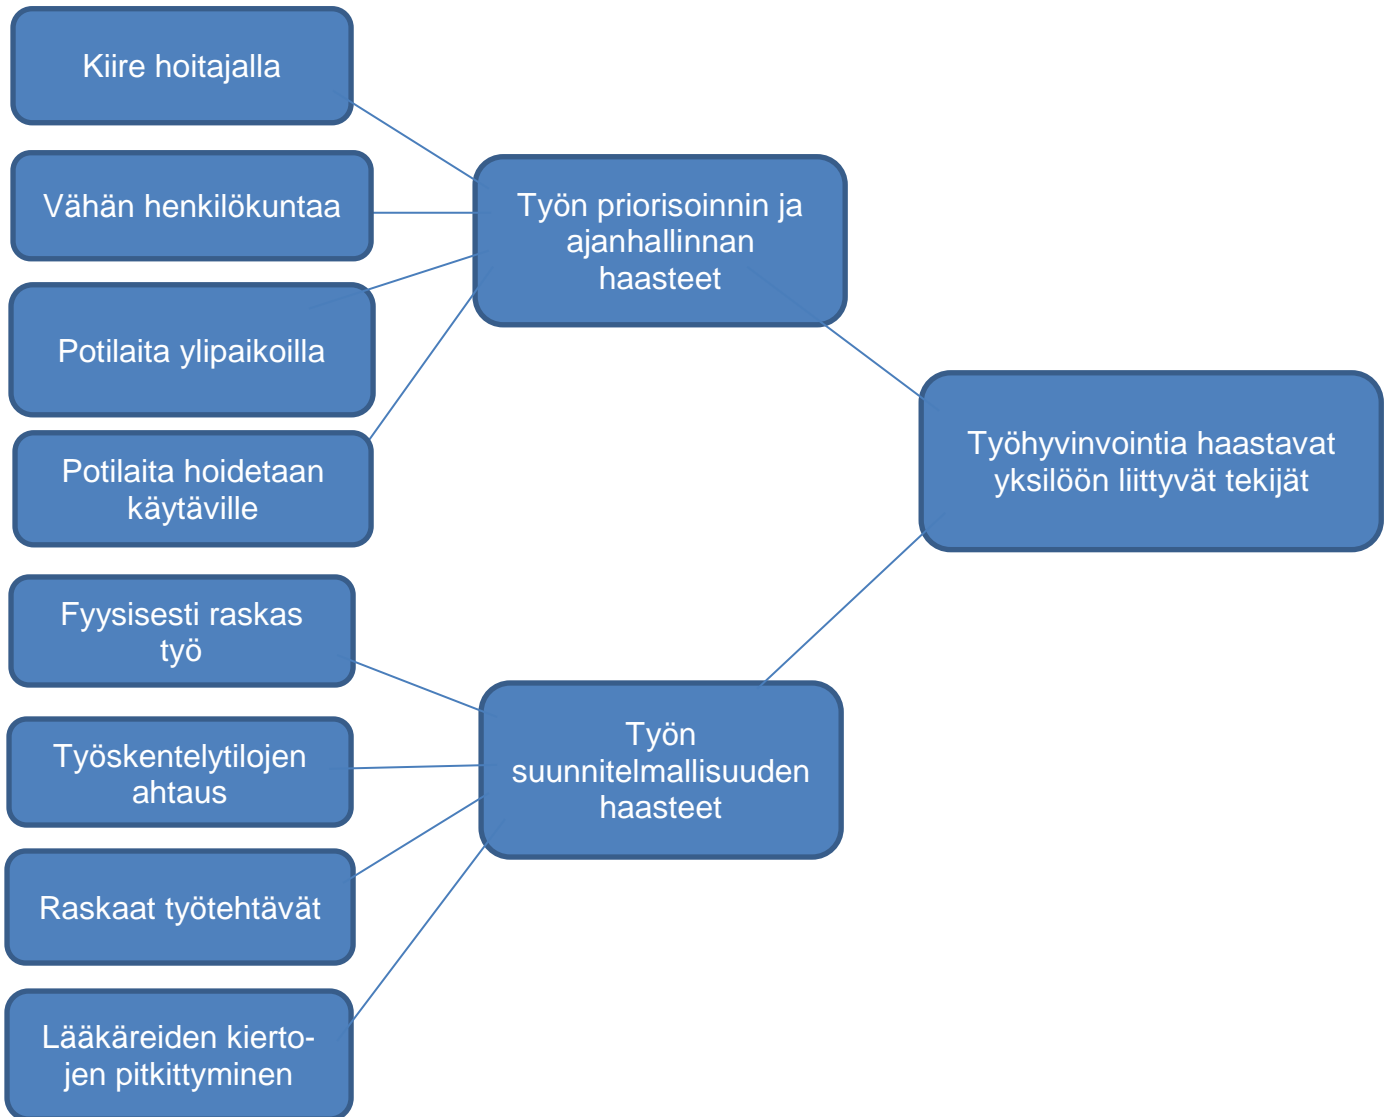 Kiire hoitajalla
Vähän henkilökuntaa
Potilaita ylipaikoilla
Potilaita hoidetaan
käytäville
Fyysisesti raskas
työ
Työskentelytilojen
ahtaus
Raskaat työtehtävät
Lääkäreiden kierto-
jen pitkittyminen
Työn priorisoinnin ja
ajanhallinnan
haasteet
Työn
suunnitelmallisuuden
haasteet
Työhyvinvointia haastavat
yksilöön liittyvät tekijät